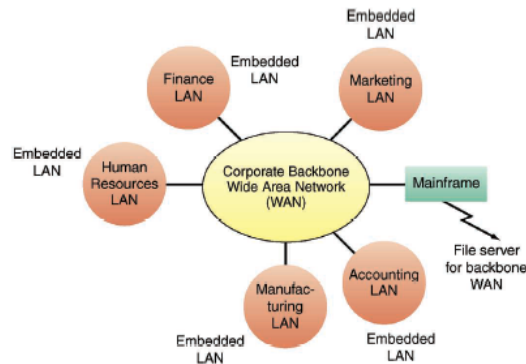 Embedded
LAN
Finance
LAN
Embedded
LAN
Marketing
LAN
Embedded
LAN
Human
Resources
LAN
Corporate Backbone
Wide Area Network
(WAN)
Mainframe
File server
for backbone
WAN
Manufac-
turing
LAN
Accounting
LAN
Embedded
LAN
Embedded
LAN